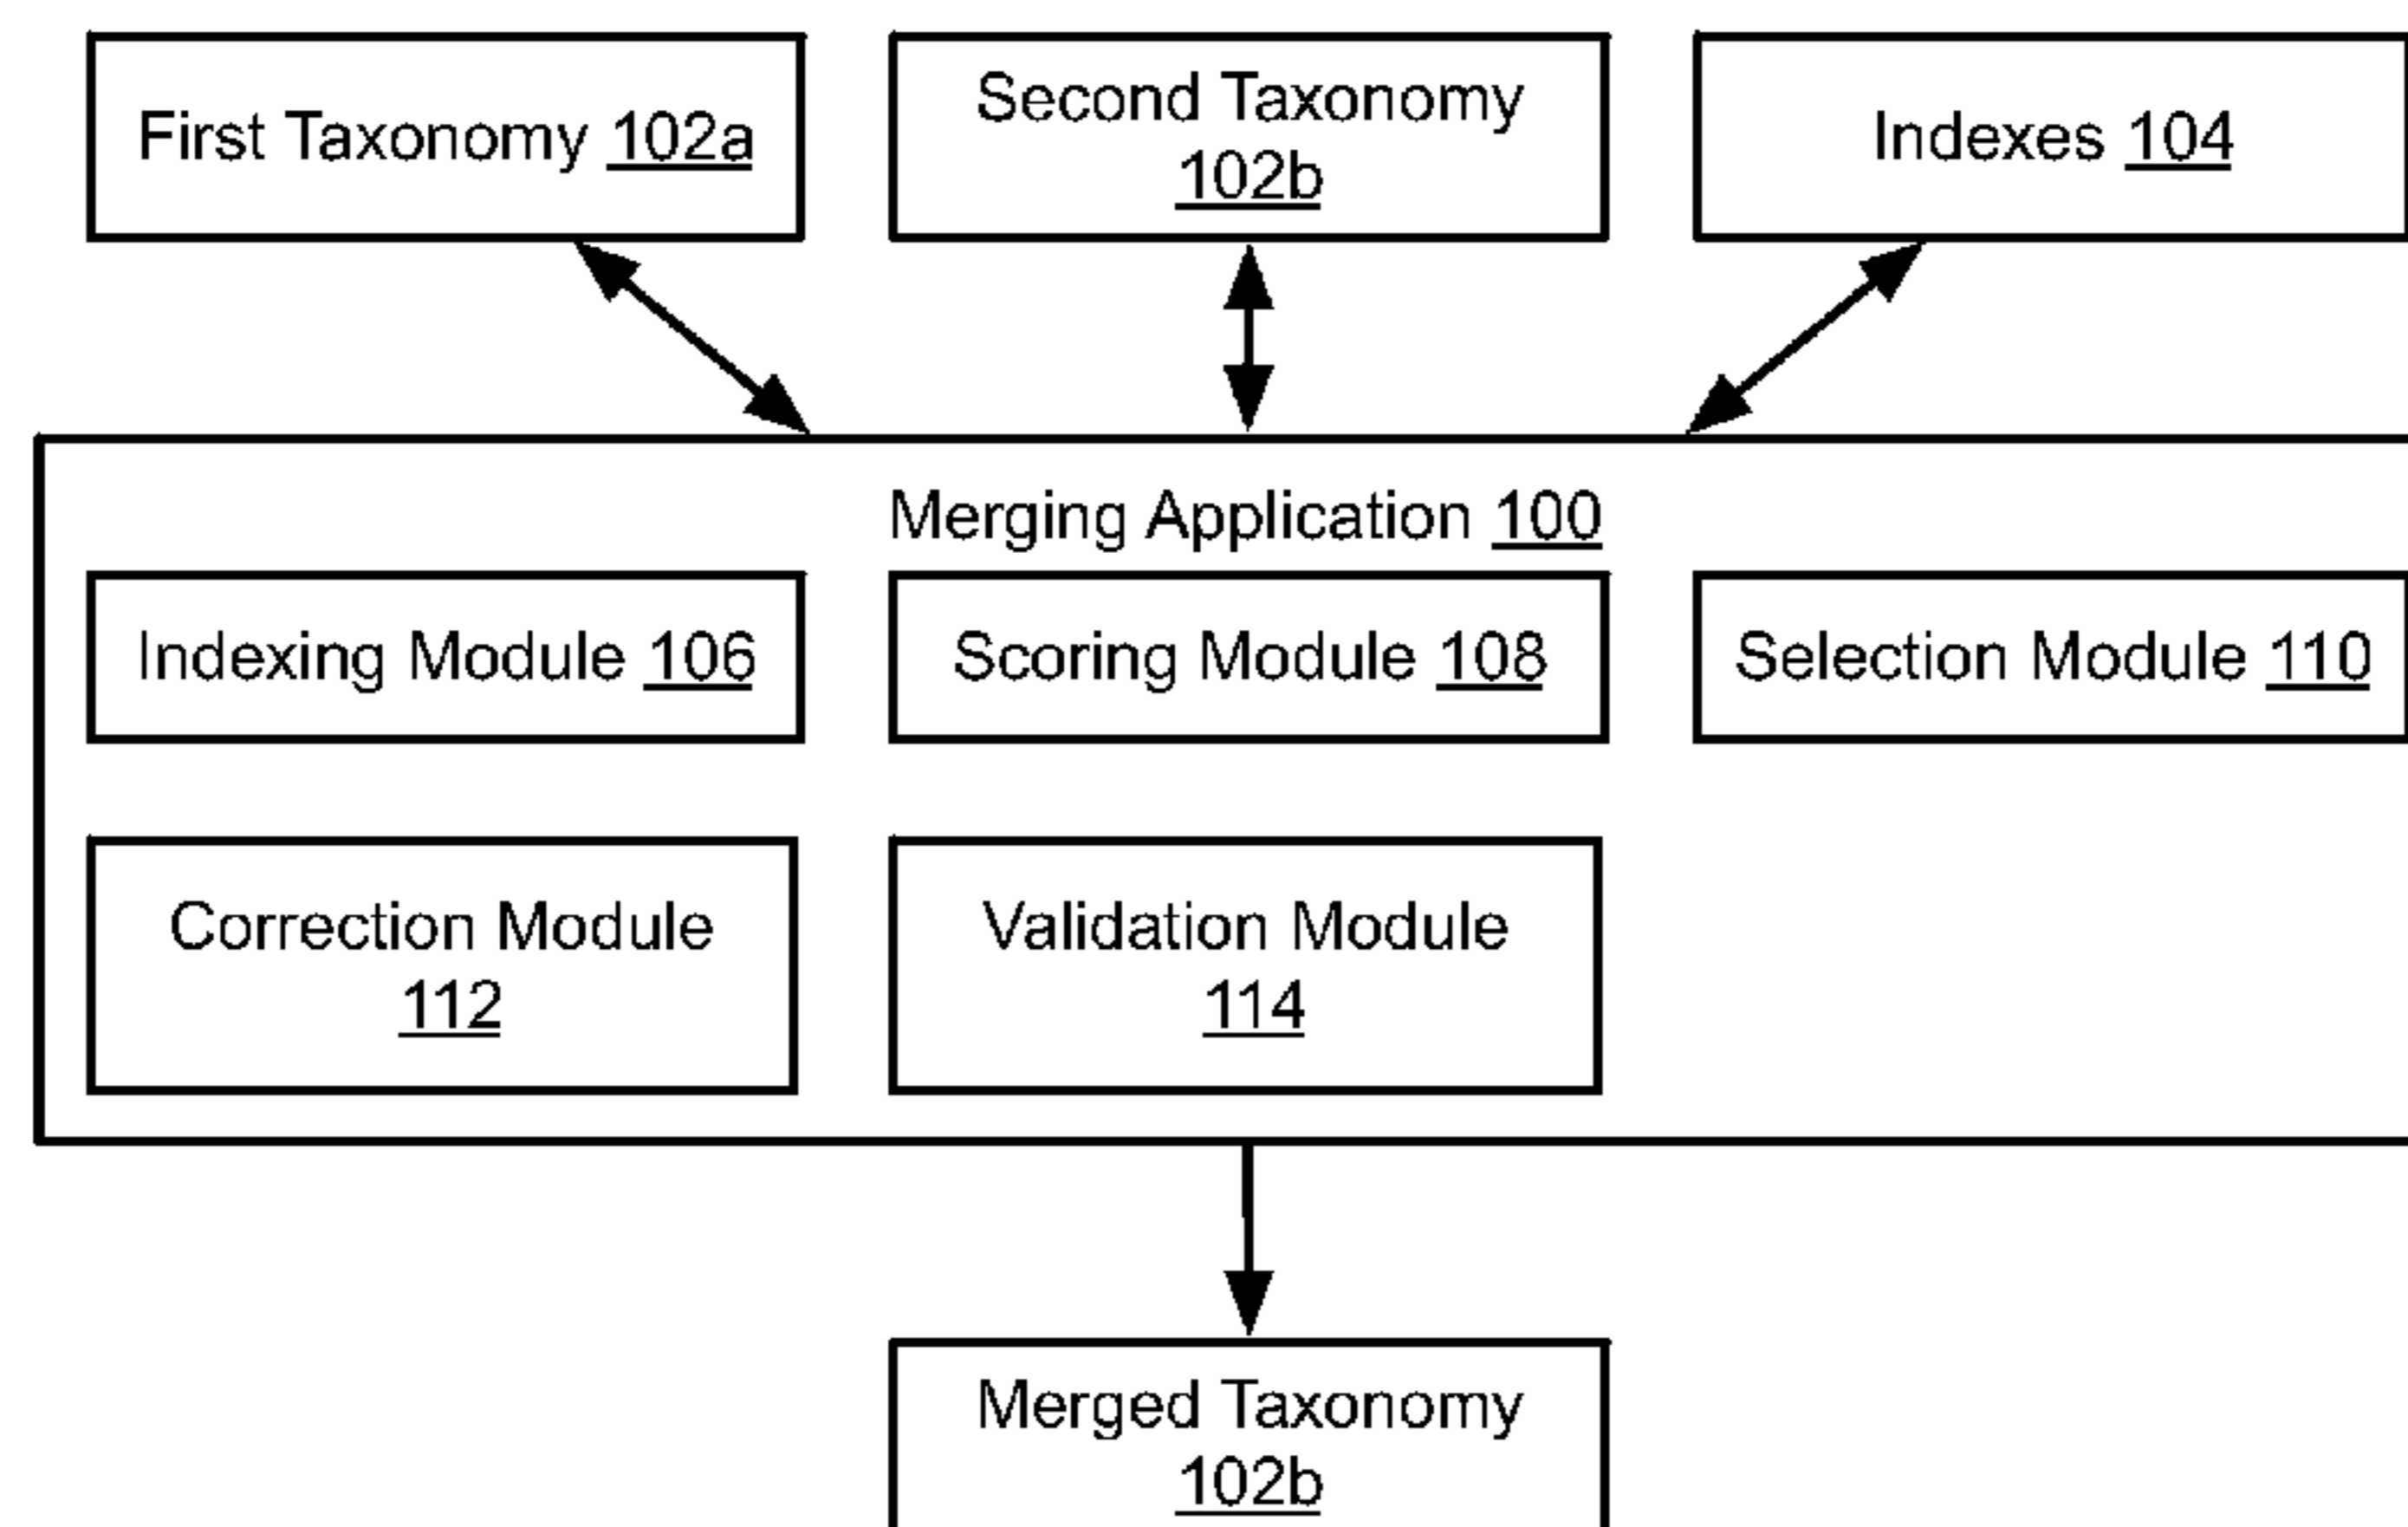 First Taxonomy 102a
Second Taxonomy
102b
Indexes 104
Merging Application 100
Indexing Module 106
Scoring Module 108
Selection Module 110
Correction Module
112
Validation Module
114
Merged Taxonomy
102b